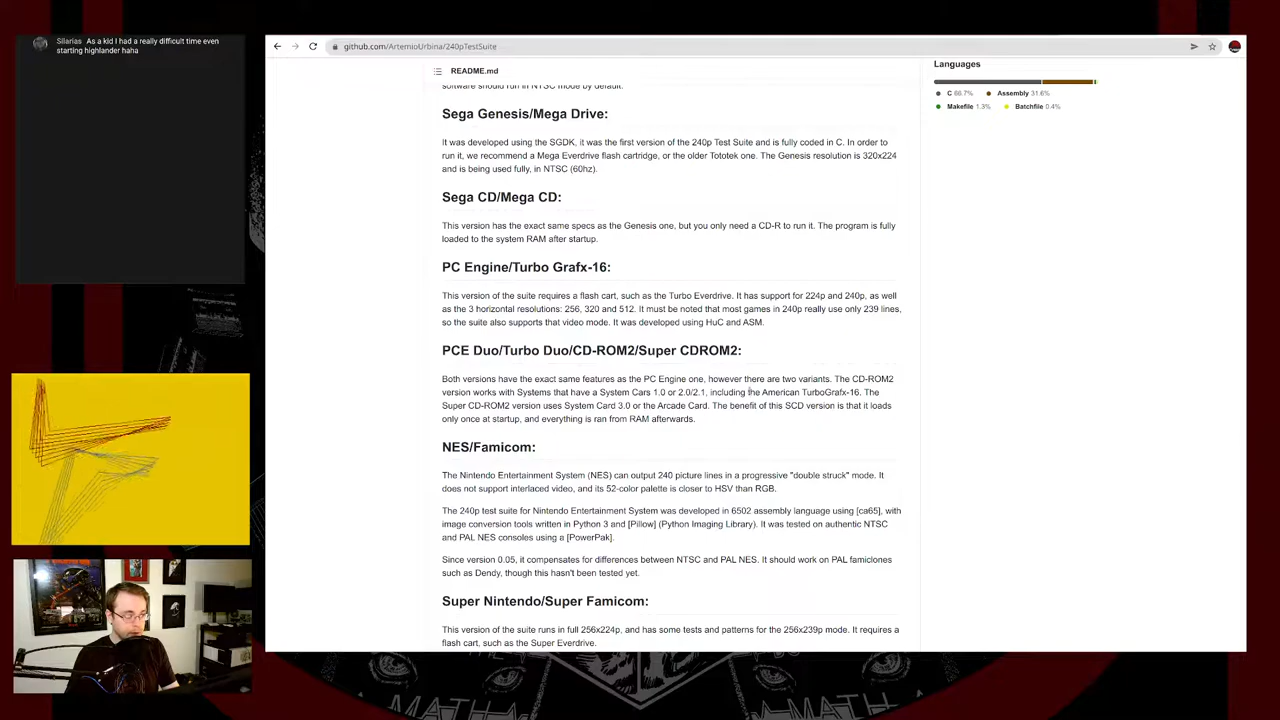 Silarias As a kid I had a really difficult time even
starting highlander haha
github.com/ArtemioUrbina/240pTestSuite
README.md
software should run in NTSC mode by default.
Sega Genesis/Mega Drive:
It was developed using the SGDK, it was the first version of the 240p Test Suite and is fully coded in C. In order to
run it, we recommend a Mega Everdrive flash cartridge, or the older Tototek one. The Genesis resolution is 320x224
and is being used fully, in NTSC (60hz).
Sega CD/Mega CD:
This version has the exact same specs as the Genesis one, but you only need a CD-R to run it. The program is fully
loaded to the system RAM after startup.
PC Engine/Turbo Grafx-16:
This version of the suite requires a flash cart, such as the Turbo Everdrive. It has support for 224p and 240p, as well
as the 3 horizontal resolutions: 256, 320 and 512. It must be noted that most games in 240p really use only 239 lines,
so the suite also supports that video mode. It was developed using HuC and ASM.
PCE Duo/Turbo Duo/CD-ROM2/Super CDROM2:
Both versions have the exact same features as the PC Engine one, however there are two variants. The CD-ROM2
version works with Systems that have a System Cars 1.0 or 2.0/2.1, including the American TurboGrafx-16. The
Super CD-ROM2 version uses System Card 3.0 or the Arcade Card. The benefit of this SCD version is that it loads
only once at startup, and everything is ran from RAM afterwards.
NES/Famicom:
The Nintendo Entertainment System (NES) can output 240 picture lines in a progressive "double struck" mode. It
does not support interlaced video, and its 52-color palette is closer to HSV than RGB.
The 240p test suite for Nintendo Entertainment System was developed in 6502 assembly language using [ca65], with
image conversion tools written in Python 3 and [Pillow] (Python Imaging Library). It was tested on authentic NTSC
and PAL NES consoles using a [PowerPak].
Since version 0.05, it compensates for differences between NTSC and PAL NES. It should work on PAL famiclones
such as Dendy, though this hasn't been tested yet.
Super Nintendo/Super Famicom:
This version of the suite runs in full 256x224p, and has some tests and patterns for the 256x239p mode. It requires a
flash cart, such as the Super Everdrive.
Languages
C 66.7% Assembly 31.6%
Makefile 1.3% Batchfile 0.4%